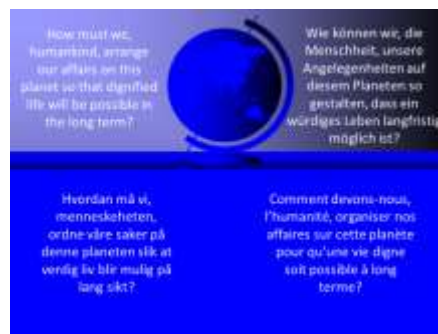 How must we,
humankind, arrange
our affairs on this
planet so that dignified
life will be possible in
the long term?
Wie können wir, die
Menschheit, unsere
Angelegenheiten auf
diesem Planeten so
gestalten, dass ein
würdiges Leben langfristig
möglich ist?
Hvordan må vi,
menneskeheten,
ordne våre saker på
denne planeten slik at
verdig liv blir mulig på
lang sikt?
Comment devons-nous,
l'humanité, organiser nos
affaires sur cette planète
pour qu'une vie digne
soit possible à long
terme?